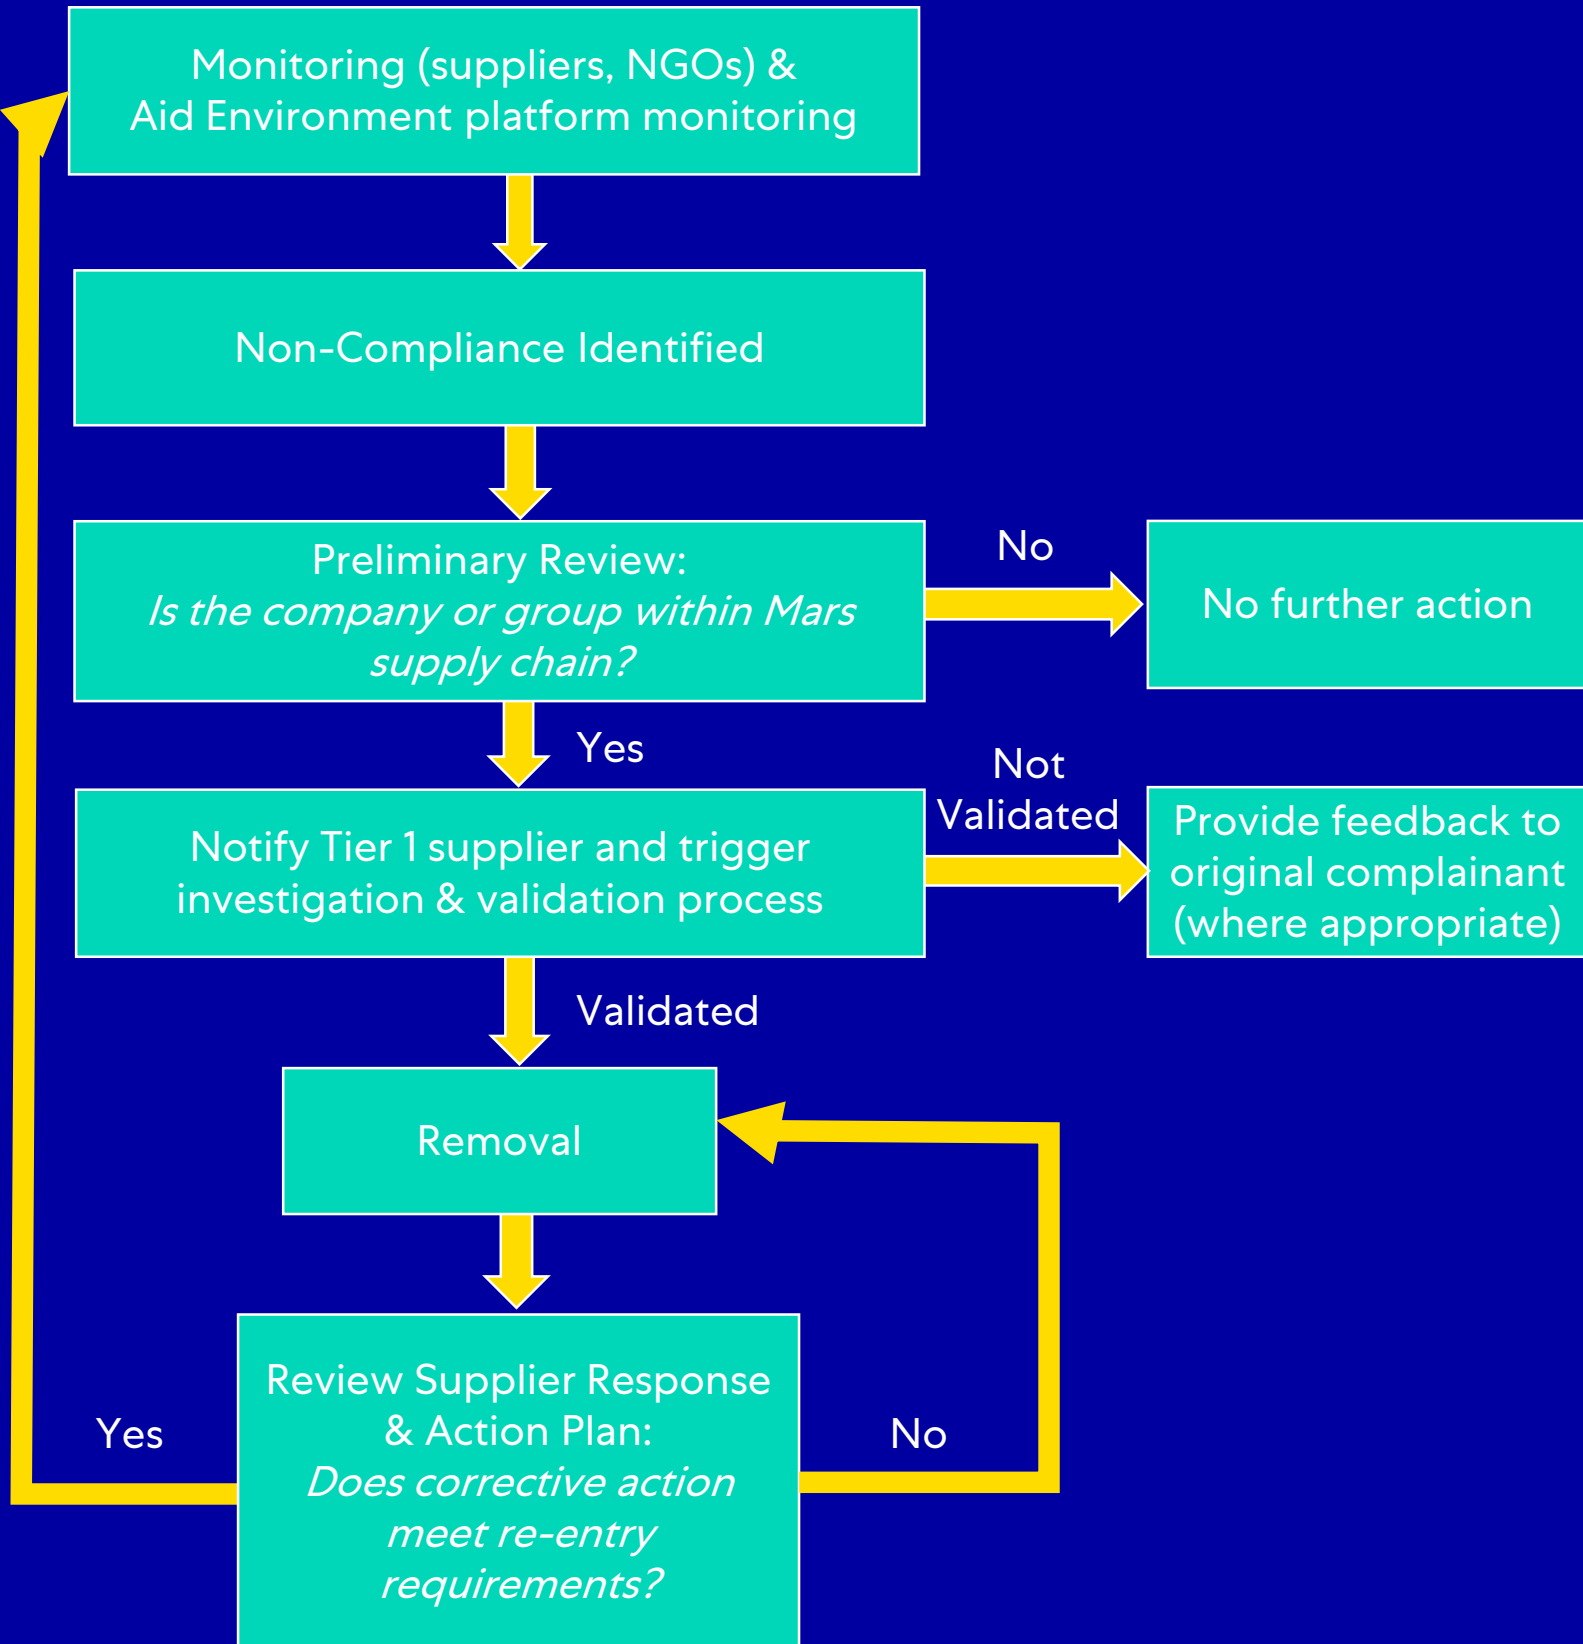 Monitoring (suppliers, NGOs) &
Aid Environment platform monitoring
Non-Compliance Identified
Preliminary Review:
Is the company or group within Mars
supply chain?
No
No further action
Yes
Notify Tier 1 supplier and trigger
investigation & validation process
Not
Validated
Provide feedback to
original complainant
(where appropriate)
Validated
Removal
Review Supplier Response
& Action Plan:
Does corrective action
meet re-entry
requirements?
Yes
No